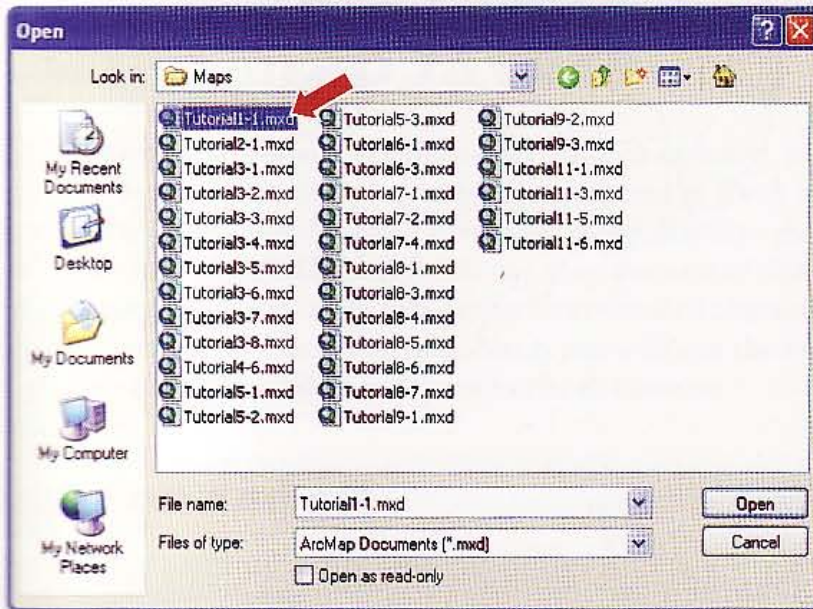 Open
Look in: Maps
My Recent
Documents
Desktop
My Documents
My Computer
My Network
Places
Tutorial1-1.mxd
Tutorial2-1.mxd
Tutorial3-1.mxd
Tutorial3-2.mxd
Tutorial3-3.mxd
Tutorial3-4.mxd
Tutorial3-5.mxd
Tutorial3-6.mxd
Tutorial3-7.mxd
Tutorial3-8.mxd
Tutorial4-6.mxd
Tutorial5-1.mxd
Tutorial5-2.mxd
Tutorial5-3.mxd
Tutorial6-1.mxd
Tutorial6-3.mxd
Tutorial7-1.mxd
Tutorial7-2.mxd
Tutorial7-4.mxd
Tutorial8-1.mxd
Tutorial8-3.mxd
Tutorial8-4.mxd
Tutorial8-5.mxd
Tutorial8-6.mxd
Tutorial8-7.mxd
Tutorial9-1.mxd
Tutorial9-2.mxd
Tutorial9-3.mxd
Tutorial11-1.mxd
Tutorial11-3.mxd
Tutorial11-5.mxd
Tutorial11-6.mxd
File name: Tutorial1-1.mxd Open
Files of type: ArcMap Documents (*.mxd) Cancel
Open as read-only